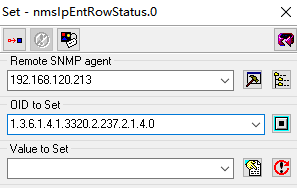 Set - nmsIpEntRowStatus.0
Remote SNMP agent
192.168.120.213
OID to Set
1.3.6.1.4.1.3320.2.237.2.1.4.0
Value to Set